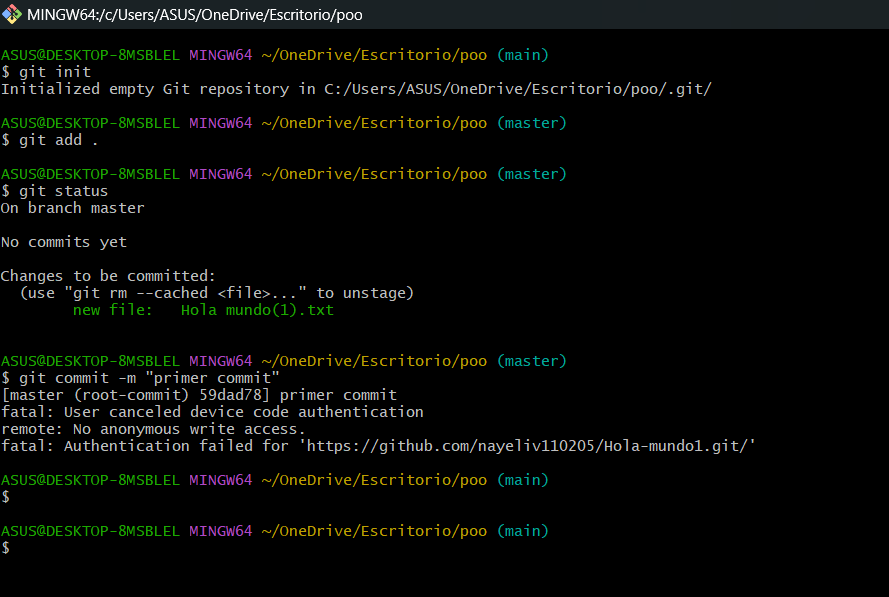 MINGW64:/c/Users/ASUS/OneDrive/Escritorio/poo
ASUS@DESKTOP-8MSBLEL MINGW64 ~/OneDrive/Escritorio/poo (main)
$ git init
Initialized empty Git repository in C:/Users/ASUS/OneDrive/Escritorio/poo/.git/
ASUS@DESKTOP-8MSBLEL MINGW64 ~/OneDrive/Escritorio/poo (master)
$ git add .
ASUS@DESKTOP-8MSBLEL MINGW64 ~/OneDrive/Escritorio/poo (master)
$ git status
On branch master
No commits yet
Changes to be committed:
  (use "git rm --cached <file>..." to unstage)
        new file:   Hola mundo(1).txt
ASUS@DESKTOP-8MSBLEL MINGW64 ~/OneDrive/Escritorio/poo (master)
$ git commit -m "primer commit"
[master (root-commit) 59dad78] primer commit
fatal: User canceled device code authentication
remote: No anonymous write access.
fatal: Authentication failed for 'https://github.com/nayeliv110205/Hola-mundo1.git/'
ASUS@DESKTOP-8MSBLEL MINGW64 ~/OneDrive/Escritorio/poo (main)
$
ASUS@DESKTOP-8MSBLEL MINGW64 ~/OneDrive/Escritorio/poo (main)
$